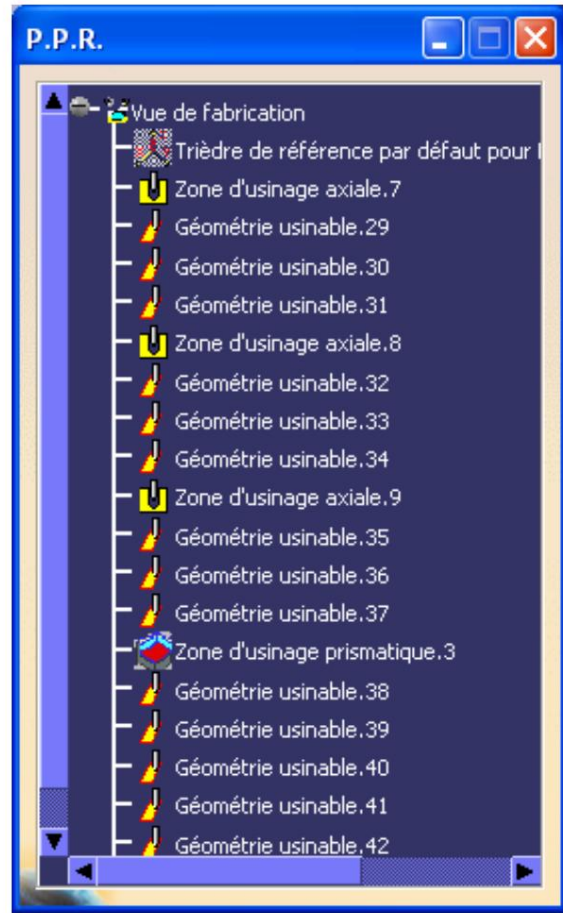 P.P.R.
Vue de fabrication
Trièdre de référence par défaut pour
Zone d'usinage axiale.7
Géométrie usinable.29
Géométrie usinable.30
Géométrie usinable.31
Zone d'usinage axiale.8
Géométrie usinable.32
Géométrie usinable.33
Géométrie usinable.34
Zone d'usinage axiale.9
Géométrie usinable.35
Géométrie usinable.36
Géométrie usinable.37
Zone d'usinage prismatique.3
Géométrie usinable.38
Géométrie usinable.39
Géométrie usinable.40
Géométrie usinable.41
Géométrie usinable.42